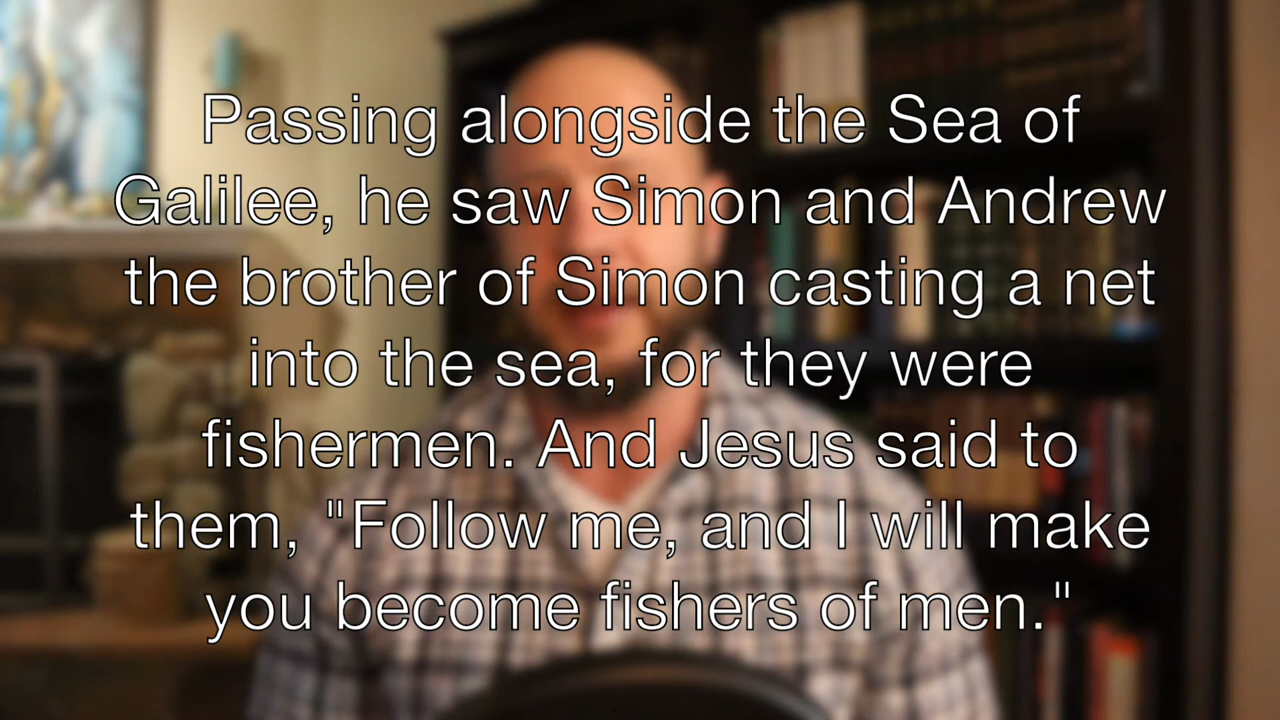 Passing alongside the Sea of
Galilee, he saw Simon and Andrew
the brother of Simon casting a net
into the sea, for they were
fishermen. And Jesus said to
them, "Follow me, and I will make
you become fishers of men."